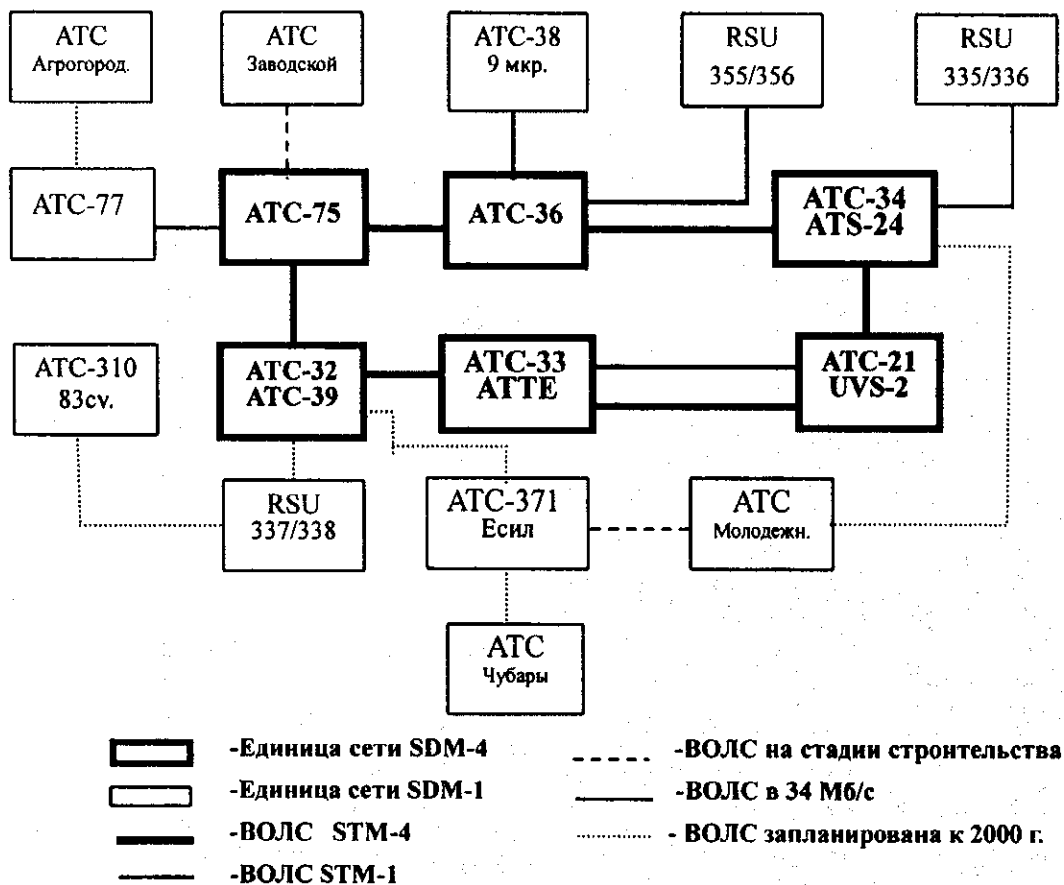 АТС
Агрогород.
АТС
Заводской
АТС-38
9 мкр.
RSU
355/356
RSU
335/336
АТС-77
АТС-75
АТС-36
АТС-34
ATS-24
АТС-310
83cv.
АТС-32
АТС-39
АТС-33
АТТЕ
АТС-21
UVS-2
RSU
337/338
АТС-371
Есил
АТС
Молодежн.
АТС
Чубары
-Единица сети SDM-4
-Единица сети SDM-1
-ВОЛС STM-4
-ВОЛС STM-1
-ВОЛС на стадии строительства
-ВОЛС в 34 Мб/с
- ВОЛС запланирована к 2000 г.